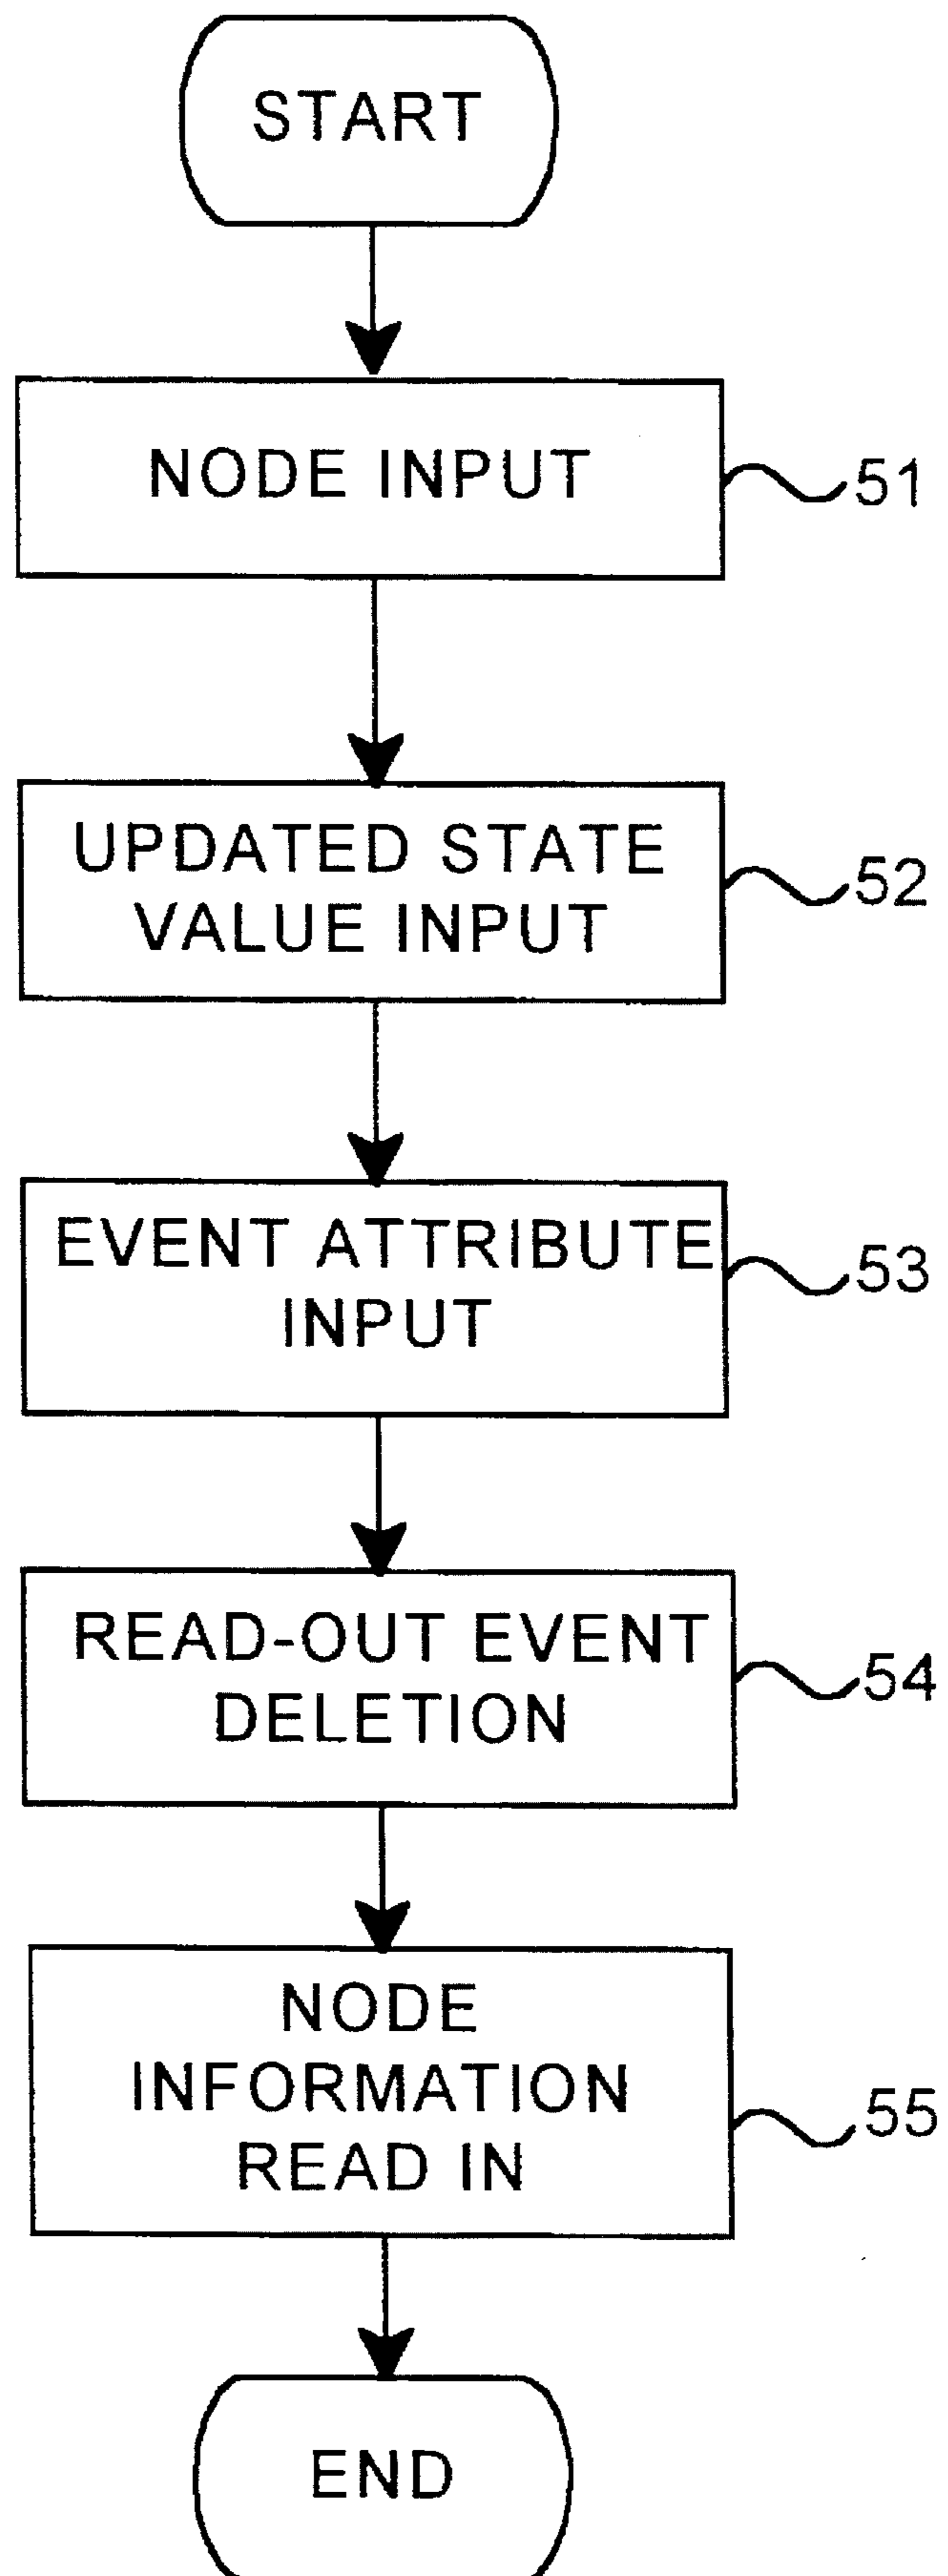 START
NODE INPUT
51
UPDATED STATE
VALUE INPUT
52
EVENT ATTRIBUTE
INPUT
53
READ-OUT EVENT
DELETION
54
NODE
INFORMATION
READ IN
55
END